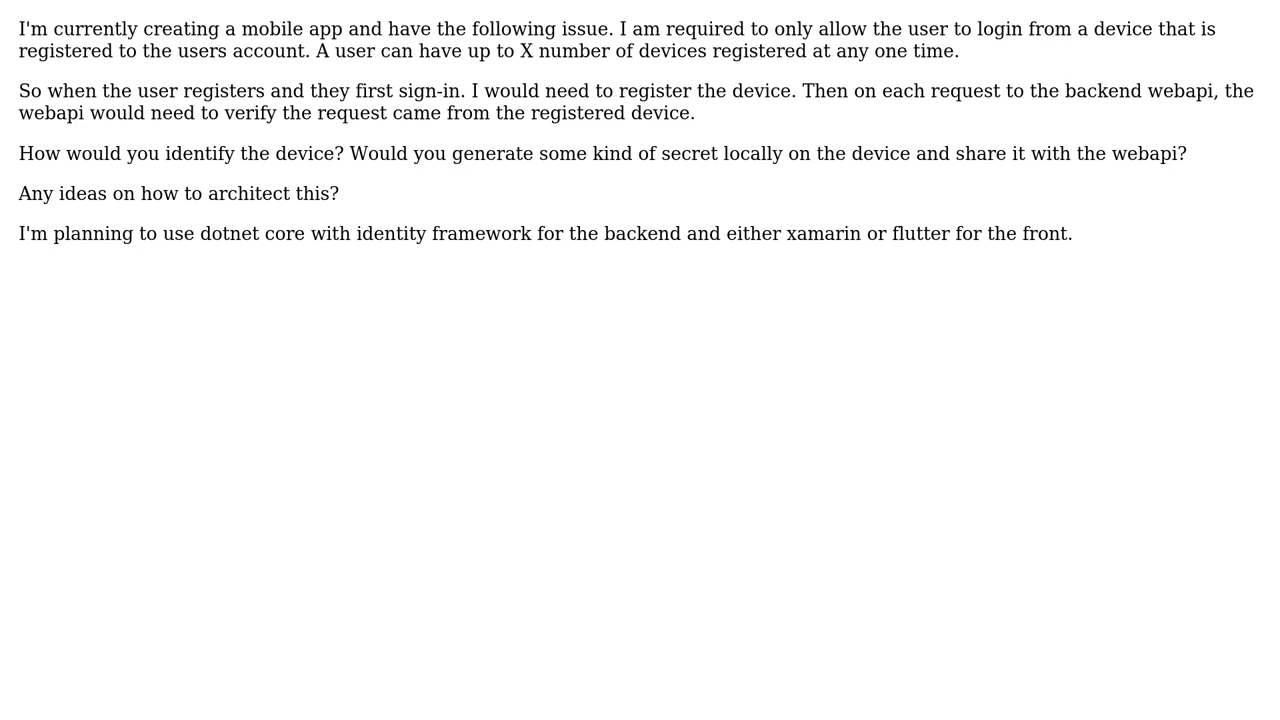 I'm currently creating a mobile app and have the following issue. I am required to only allow the user to login from a device that is
registered to the users account. A user can have up to X number of devices registered at any one time.
So when the user registers and they first sign-in. I would need to register the device. Then on each request to the backend webapi, the
webapi would need to verify the request came from the registered device.
How would you identify the device? Would you generate some kind of secret locally on the device and share it with the webapi?
Any ideas on how to architect this?
I'm planning to use dotnet core with identity framework for the backend and either xamarin or flutter for the front.